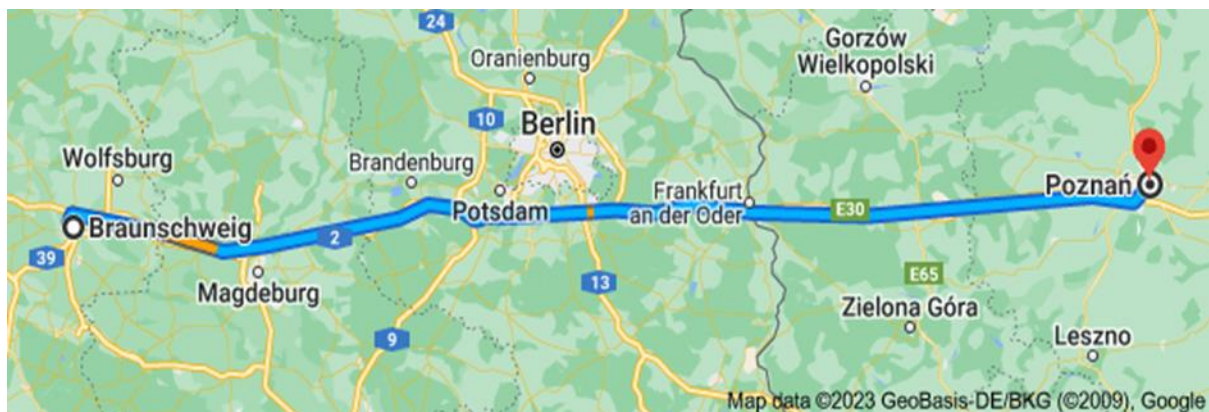 24
Oranienburg
Gorzów
Wielkopolski
10
Berlin
Wolfsburg
Brandenburg
Frankfurt
an der Oder
Poznań
Potsdam
E30
Braunschweig
2
39
Magdeburg
E65
13
Zielona Góra
9
Leszno
Map data ©2023 GeoBasis-DE/BKG (©2009), Google